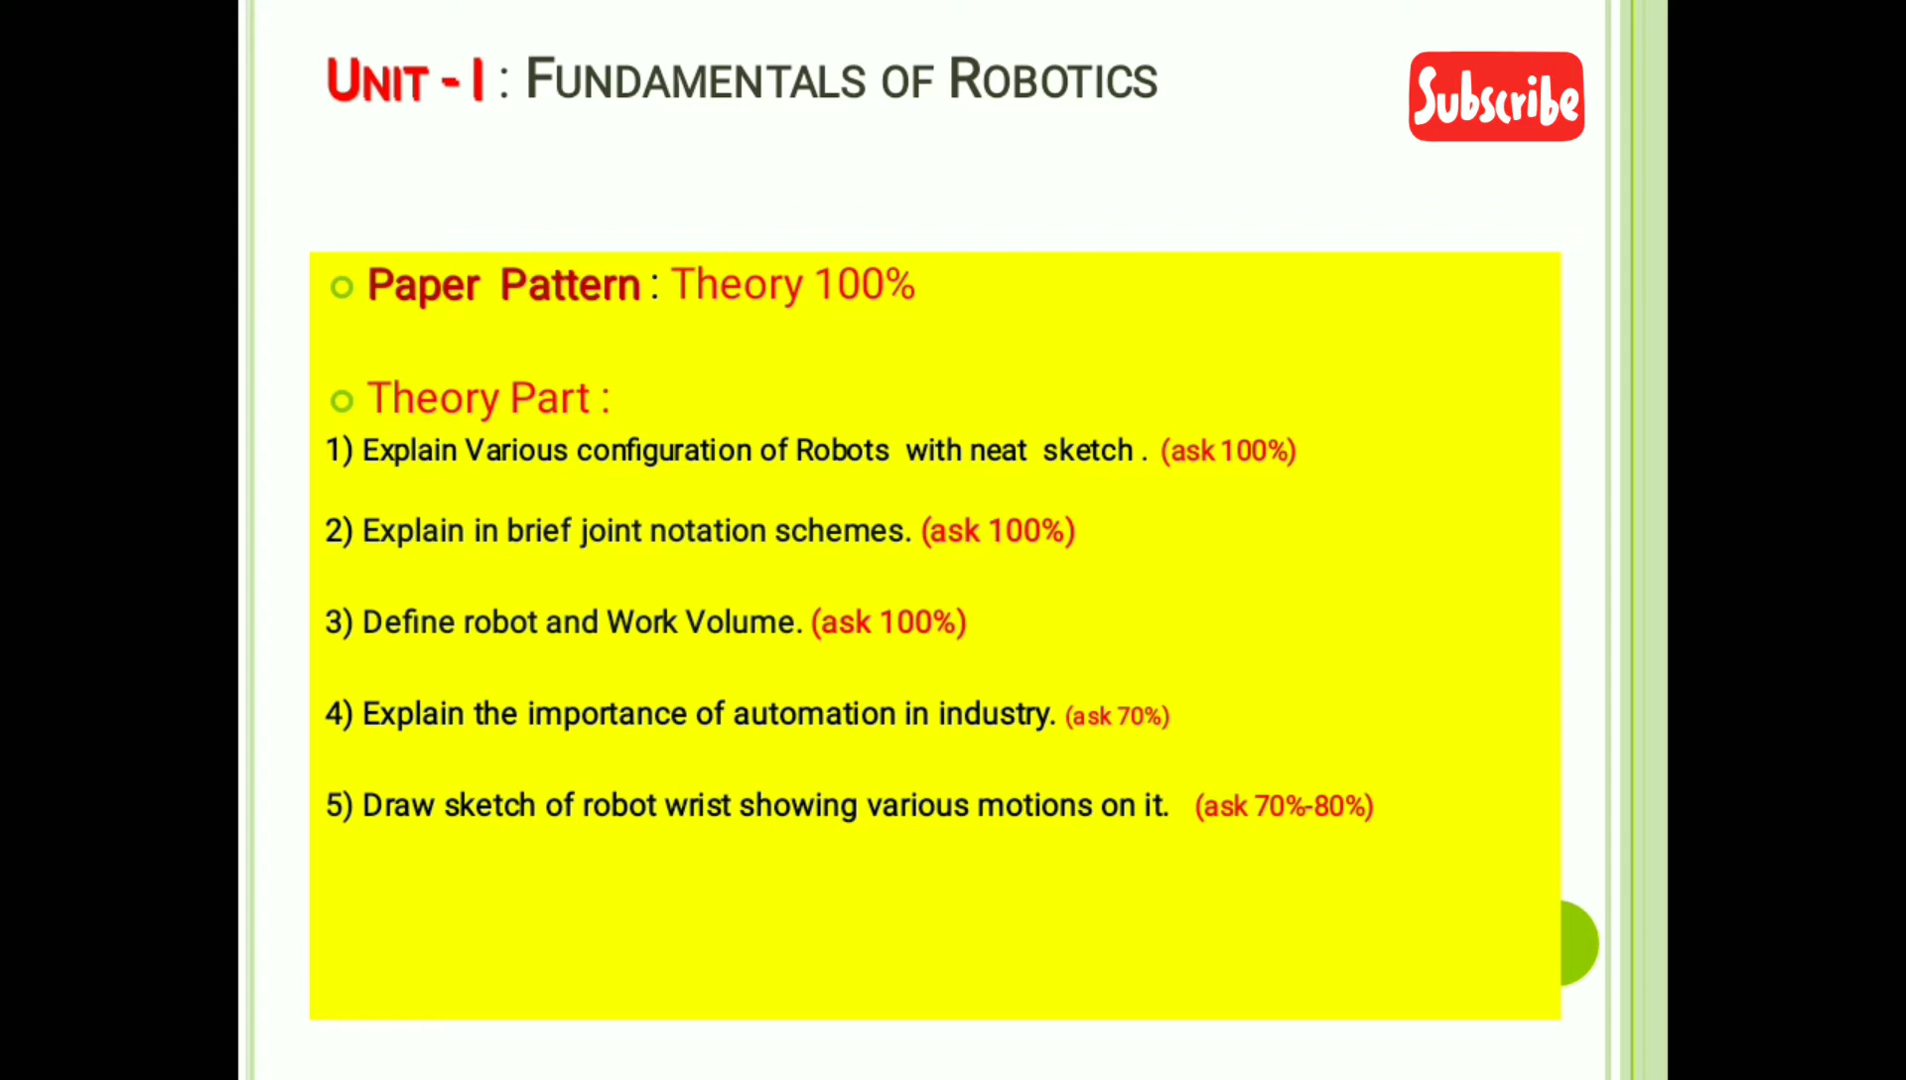 UNIT - I : FUNDAMENTALS OF ROBOTICS
Subscribe
Paper Pattern : Theory 100%
Theory Part :
1) Explain Various configuration of Robots with neat sketch . (ask 100%)
2) Explain in brief joint notation schemes. (ask 100%)
3) Define robot and Work Volume. (ask 100%)
4) Explain the importance of automation in industry. (ask 70%)
5) Draw sketch of robot wrist showing various motions on it. (ask 70%-80%)